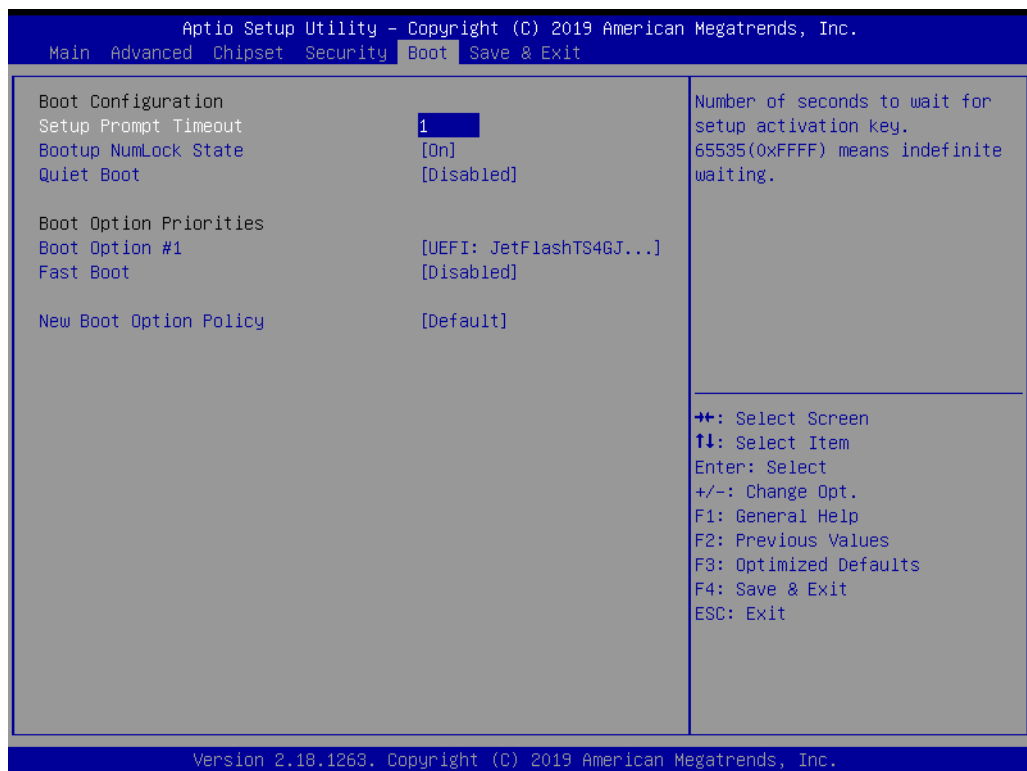 Aptio Setup Utility – Copyright (C) 2019 American Megatrends, Inc.
Main Advanced Chipset Security Boot Save & Exit
Boot Configuration
Setup Prompt Timeout 1
Bootup NumLock State [On]
Quiet Boot [Disabled]
Boot Option Priorities
Boot Option #1 [UEFI: JetFlashTS4GJ...]
Fast Boot [Disabled]
New Boot Option Policy [Default]
Number of seconds to wait for
setup activation key.
65535(0xFFFF) means indefinite
waiting.
→←: Select Screen
↑↓: Select Item
Enter: Select
+/-: Change Opt.
F1: General Help
F2: Previous Values
F3: Optimized Defaults
F4: Save & Exit
ESC: Exit
Version 2.18.1263. Copyright (C) 2019 American Megatrends, Inc.